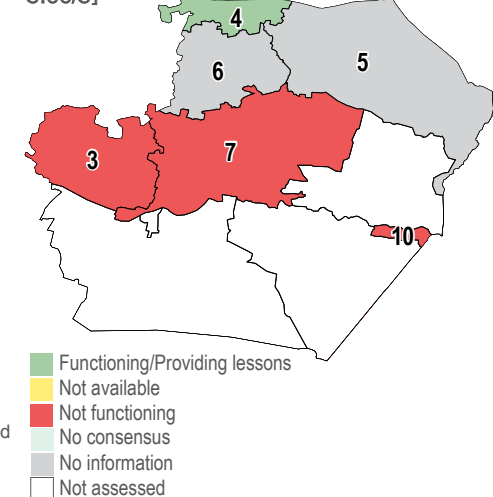 4
5
6
3
7
10
Functioning/Providing lessons
Not available
Not functioning
No consensus
d
No information
Not assessed